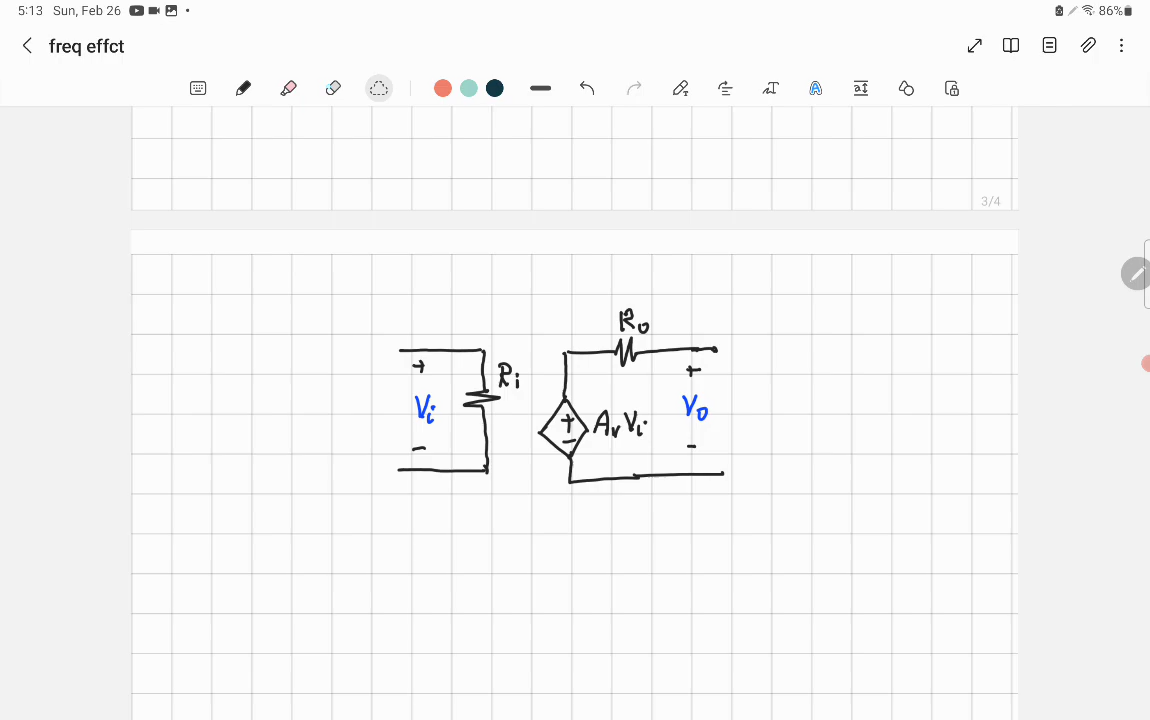 5:13 Sun, Feb 26 86%
freq effct
3/4
Ro
+ Ri +
Vi + AvVi Vo
- - -